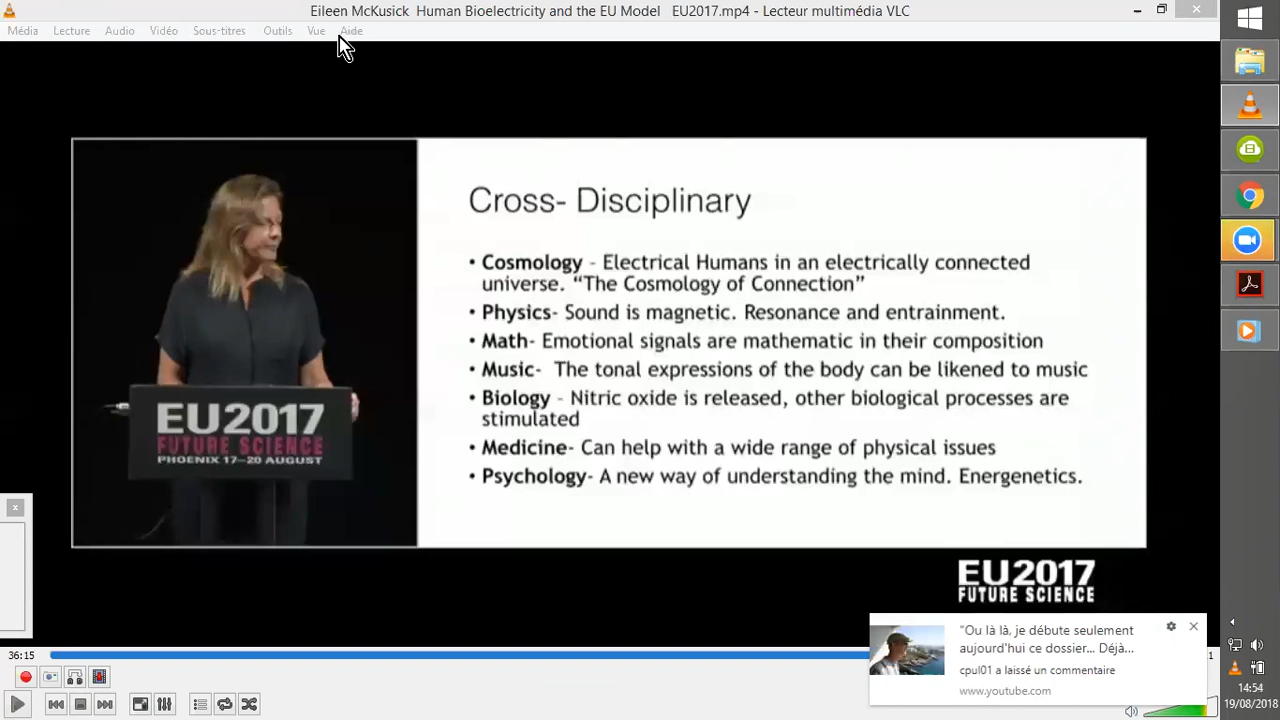 Eileen McKusick  Human Bioelectricity and the EU Model   EU2017.mp4 - Lecteur multimédia VLC
Média Lecture Audio Vidéo Sous-titres Outils Vue Aide
Cross- Disciplinary
• Cosmology - Electrical Humans in an electrically connected
universe. “The Cosmology of Connection”
• Physics- Sound is magnetic. Resonance and entrainment.
• Math- Emotional signals are mathematic in their composition
• Music-  The tonal expressions of the body can be likened to music
• Biology - Nitric oxide is released, other biological processes are
stimulated
• Medicine- Can help with a wide range of physical issues
• Psychology- A new way of understanding the mind. Energenetics.
EU2017
FUTURE SCIENCE
PHOENIX 17–20 AUGUST
EU2017
FUTURE SCIENCE
"Ou là là, je débute seulement
aujourd'hui ce dossier... Déjà...
cpul01 a laissé un commentaire
www.youtube.com
36:15
1
14:54
19/08/2018